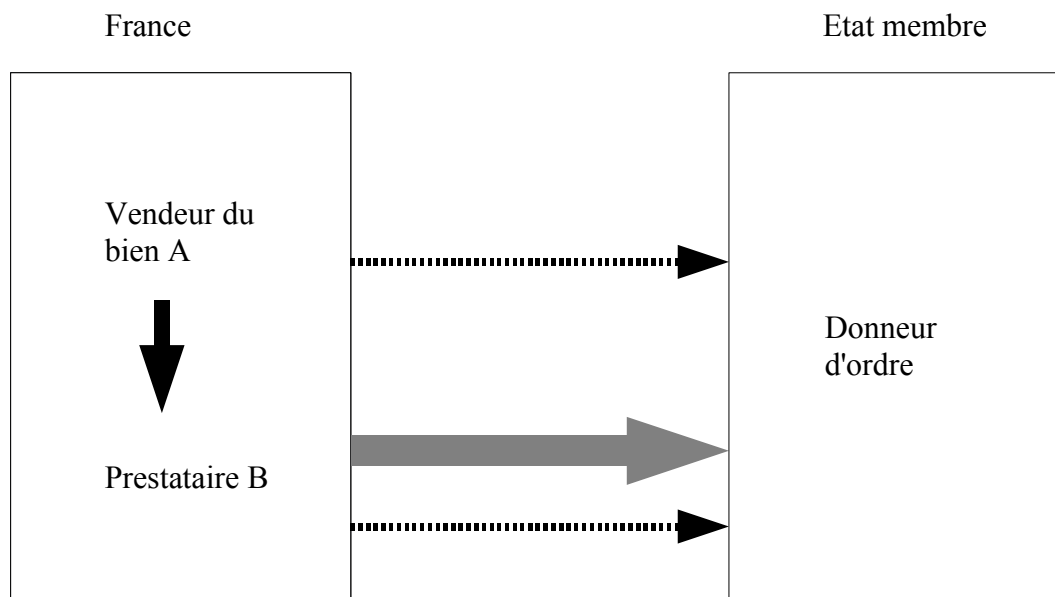 France
Etat membre
Vendeur du
bien A
Donneur
d'ordre
Prestataire B